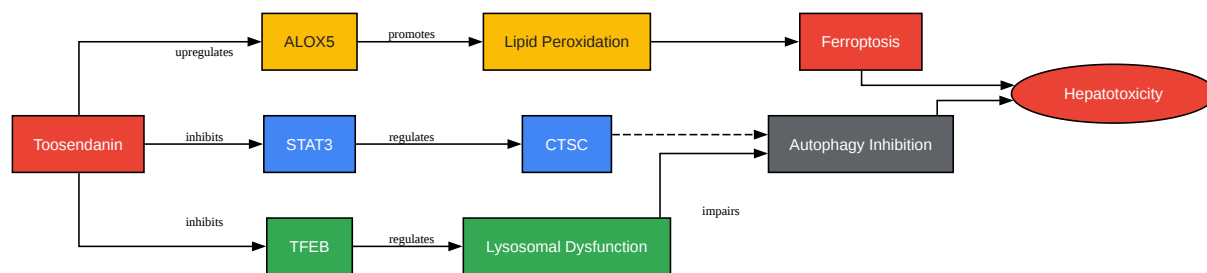 ALOX5
promotes
Lipid Peroxidation
Ferroptosis
upregulates
Hepatotoxicity
Toosendanin
inhibits
STAT3
regulates
CTSC
Autophagy Inhibition
inhibits
impairs
TFEB
regulates
Lysosomal Dysfunction